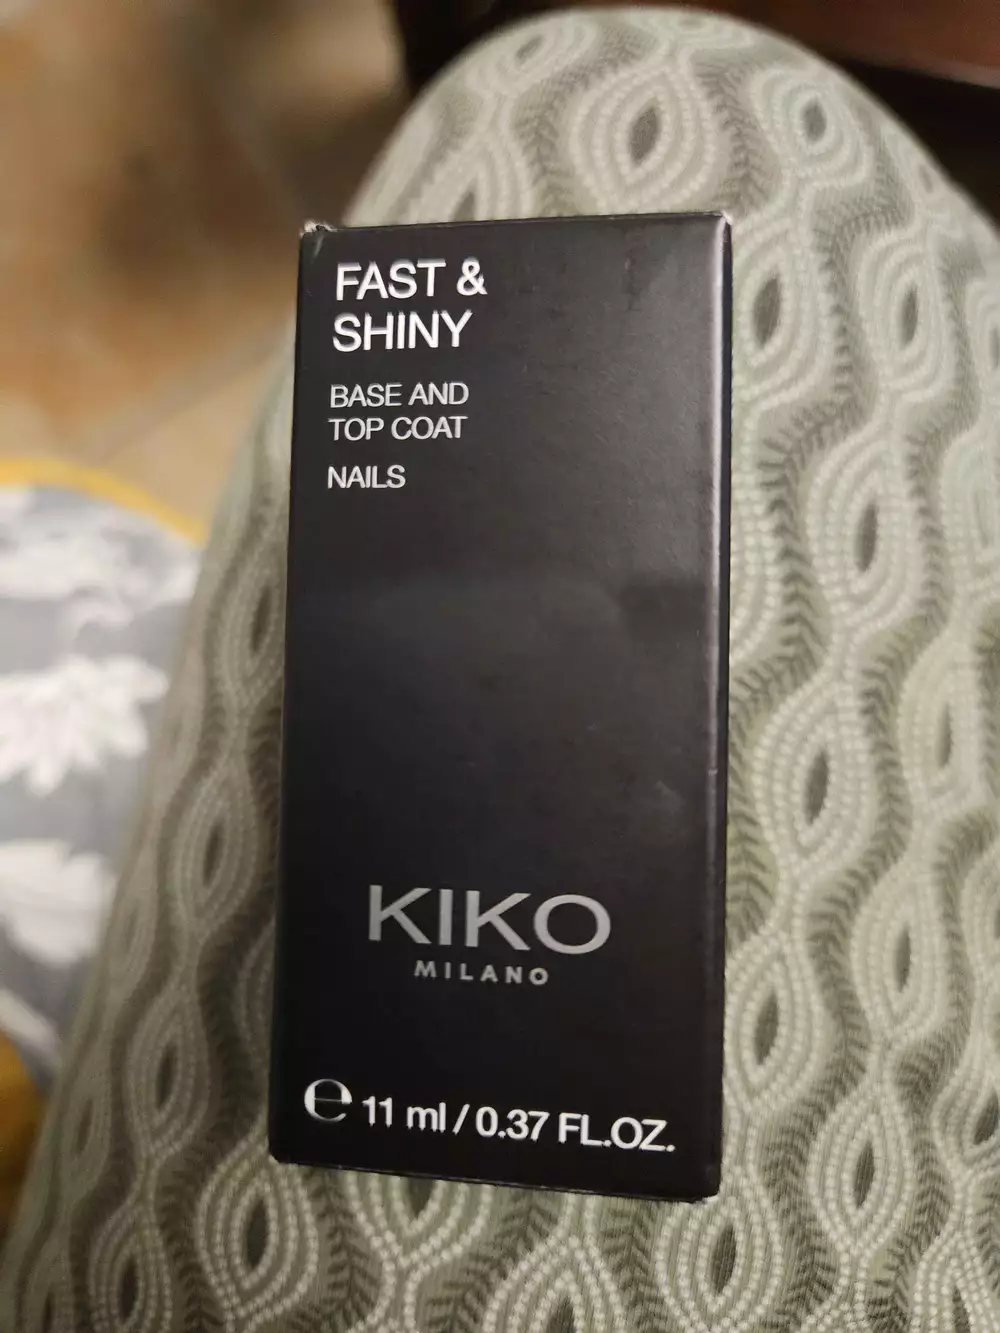 FAST &
SHINY
BASE AND
TOP COAT
NAILS
KIKO
MILANO
℮ 11 ml / 0.37 FL.OZ.